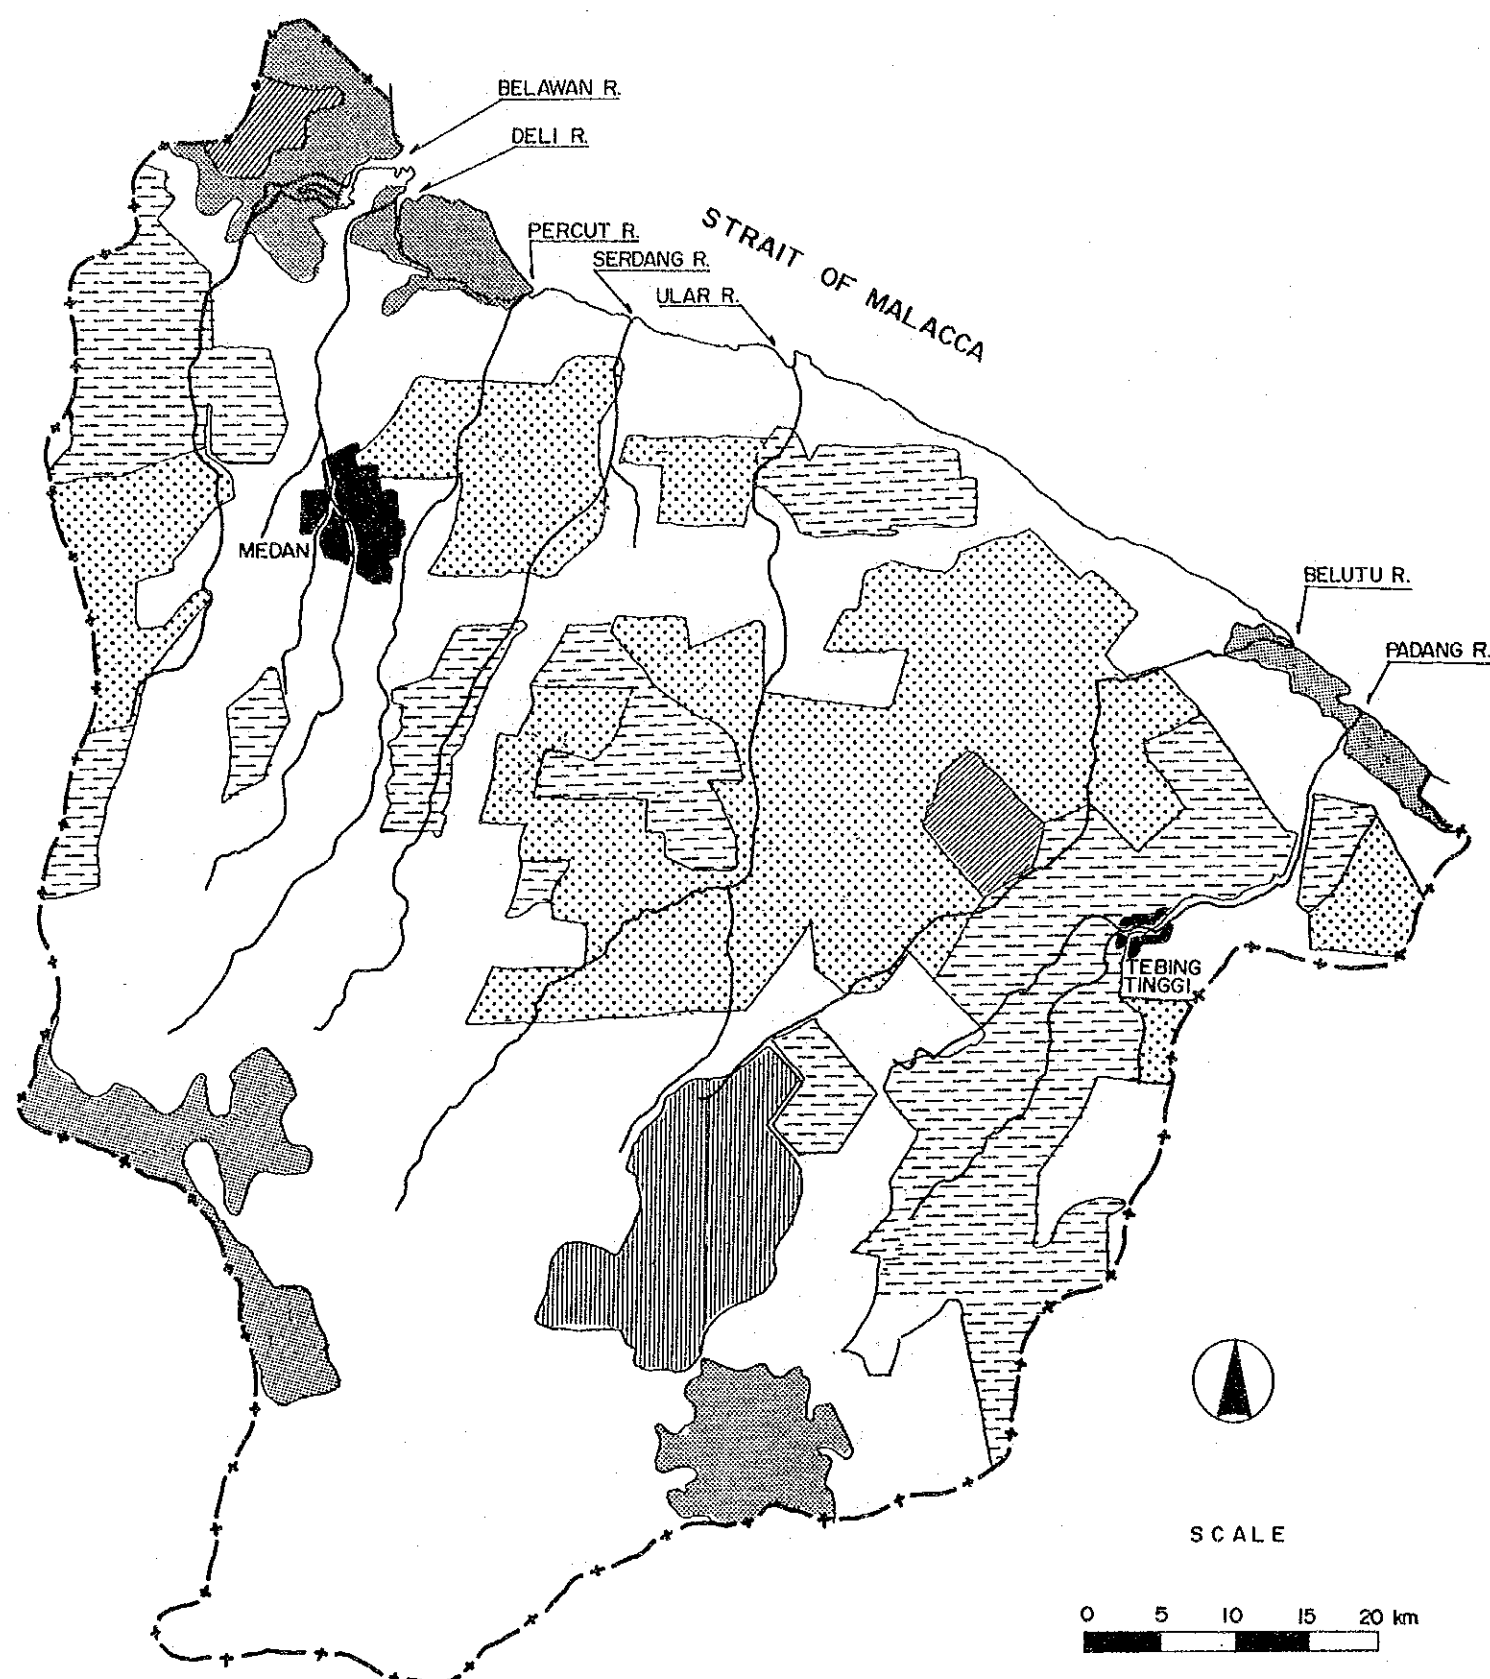 BELAWAN R.
DELI R.
PERCUT R.
SERDANG R.
ULAR R.
STRAIT OF MALACCA
MEDAN
BELUTU R.
PADANG R.
TEBING
TINGGI
SCALE
0 5 10 15 20 km